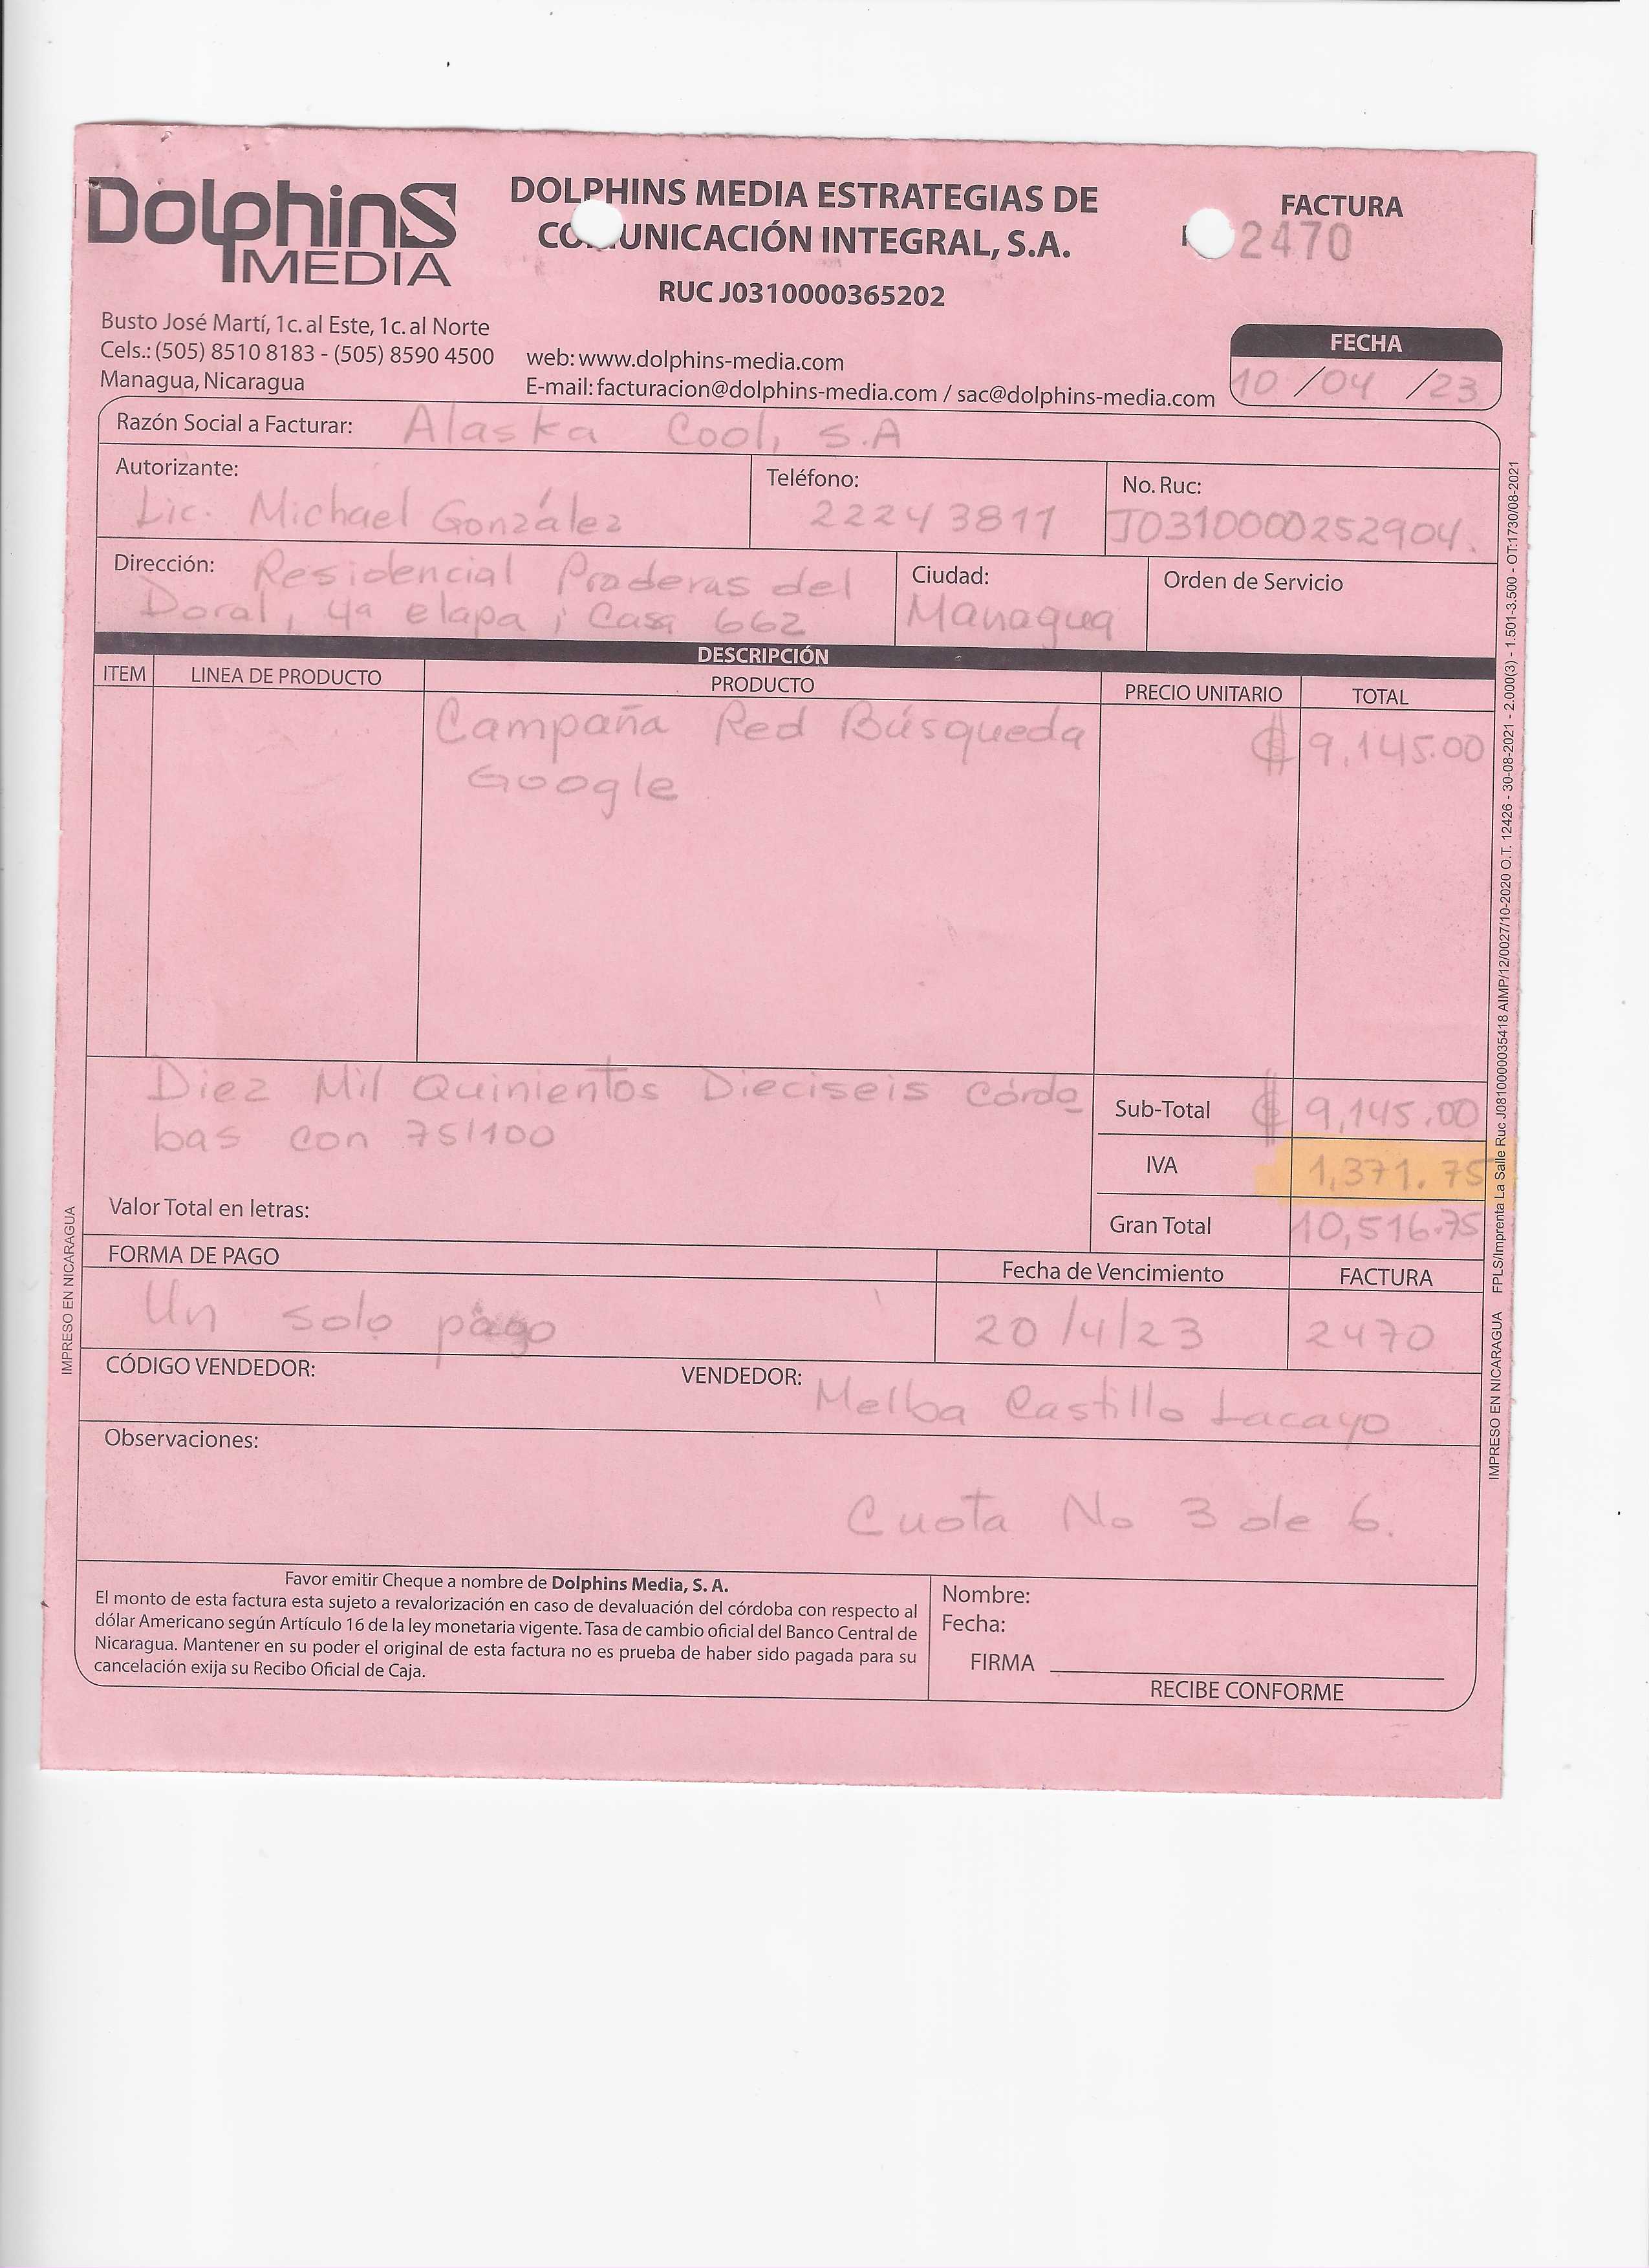 DolphinS
MEDIA
DOLPHINS MEDIA ESTRATEGIAS DE
COMUNICACIÓN INTEGRAL, S.A.
RUC J0310000365202
FACTURA
2470
Busto José Martí, 1c. al Este, 1c. al Norte
Cels.: (505) 8510 8183 - (505) 8590 4500
Managua, Nicaragua
web: www.dolphins-media.com
E-mail: facturacion@dolphins-media.com / sac@dolphins-media.com
FECHA
10 /04 /23
Razón Social a Facturar: Alaska Cool, S.A
Autorizante:
Lic. Michael González
Teléfono:
22243811
No. Ruc:
J0310000252904.
Dirección: Residencial Praderas del
Doral, 4a etapa; Casa 662
Ciudad:
Managua
Orden de Servicio
DESCRIPCIÓN
ITEM LINEA DE PRODUCTO PRODUCTO PRECIO UNITARIO TOTAL
Campaña Red Búsqueda ₵ 9,145.00
Google
Diez Mil Quinientos Dieciseis córdo
bas con 75/100
Valor Total en letras:
Sub-Total ₵ 9,145.00
IVA 1,371.75
Gran Total 10,516.75
FORMA DE PAGO
Un solo pago
Fecha de Vencimiento
20/4/23
FACTURA
2470
CÓDIGO VENDEDOR:
VENDEDOR: Melba Castillo Lacayo
Observaciones:
Cuota No 3 de 6.
Favor emitir Cheque a nombre de Dolphins Media, S. A.
El monto de esta factura esta sujeto a revalorización en caso de devaluación del córdoba con respecto al
dólar Americano según Artículo 16 de la ley monetaria vigente. Tasa de cambio oficial del Banco Central de
Nicaragua. Mantener en su poder el original de esta factura no es prueba de haber sido pagada para su
cancelación exija su Recibo Oficial de Caja.
Nombre:
Fecha:
FIRMA
RECIBE CONFORME
IMPRESO EN NICARAGUA
IMPRESO EN NICARAGUA FPLS/Imprenta La Salle Ruc J0810000035418 AIMP/12/0027/10-2020 O.T. 12426 - 30-08-2021 - 2.000(3) - 1.501-3.500 - OT:1730/08-2021